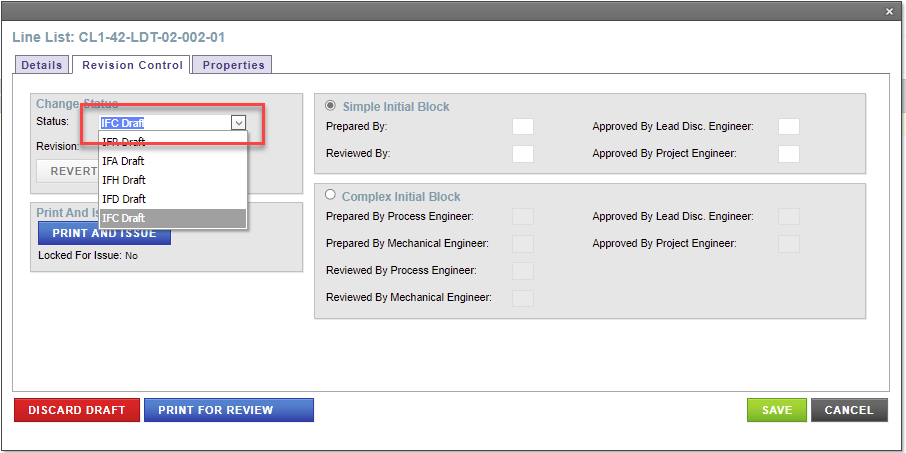 ×
Line List: CL1-42-LDT-02-002-01
Details Revision Control Properties
Change Status
Status: IFC Draft
IFR Draft
Revision:
IFA Draft
REVERT
IFH Draft
IFD Draft
IFC Draft
Print And Is
PRINT AND ISSUE
Locked For Issue: No
Simple Initial Block
Prepared By: Approved By Lead Disc. Engineer:
Reviewed By: Approved By Project Engineer:
Complex Initial Block
Prepared By Process Engineer: Approved By Lead Disc. Engineer:
Prepared By Mechanical Engineer: Approved By Project Engineer:
Reviewed By Process Engineer:
Reviewed By Mechanical Engineer:
DISCARD DRAFT PRINT FOR REVIEW SAVE CANCEL